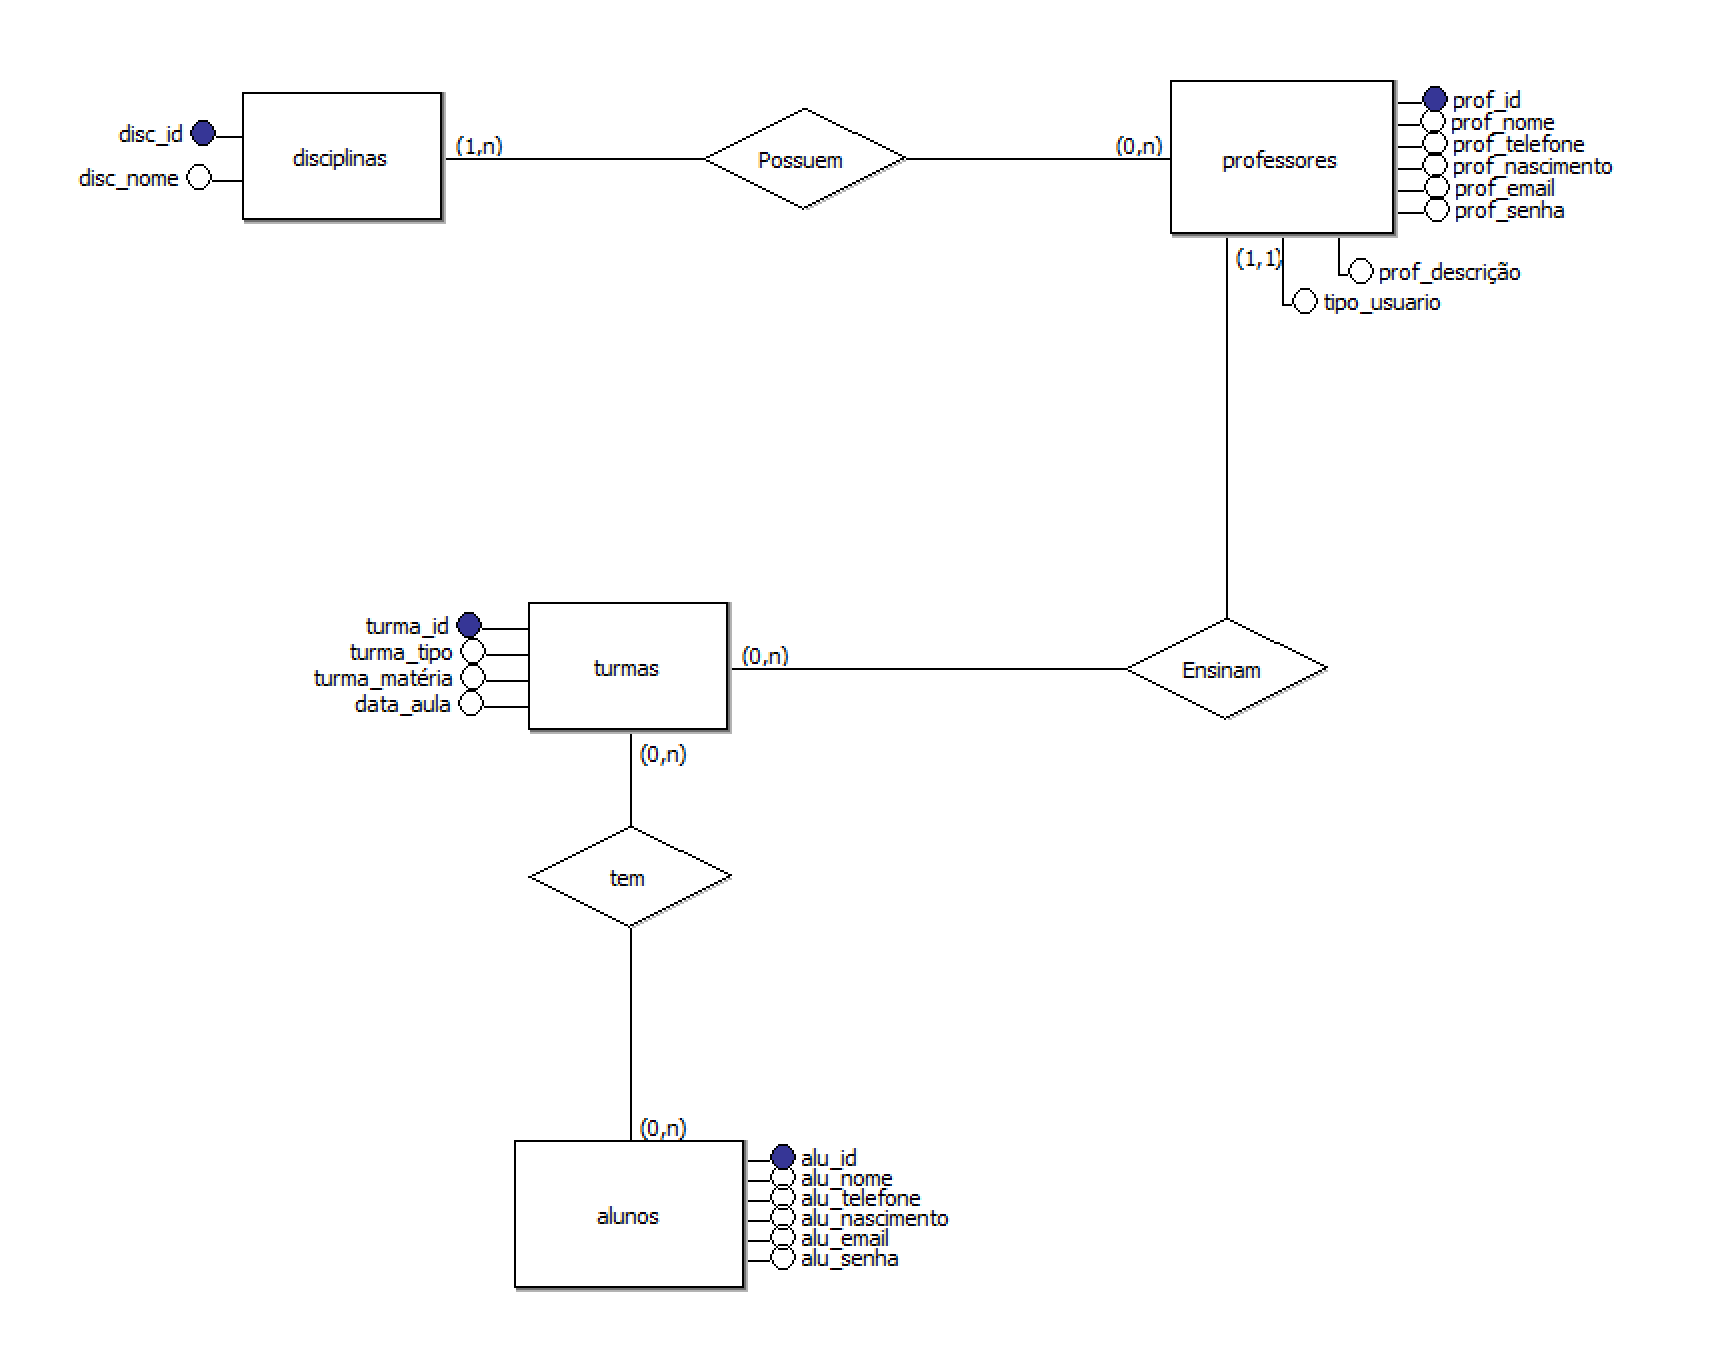 disc_id
disc_nome
disciplinas
(1,n)
Possuem
(0,n)
professores
prof_id
prof_nome
prof_telefone
prof_nascimento
prof_email
prof_senha
(1,1)
prof_descrição
tipo_usuario
turma_id
turma_tipo
turma_matéria
data_aula
turmas
(0,n)
Ensinam
(0,n)
tem
(0,n)
alunos
alu_id
alu_nome
alu_telefone
alu_nascimento
alu_email
alu_senha